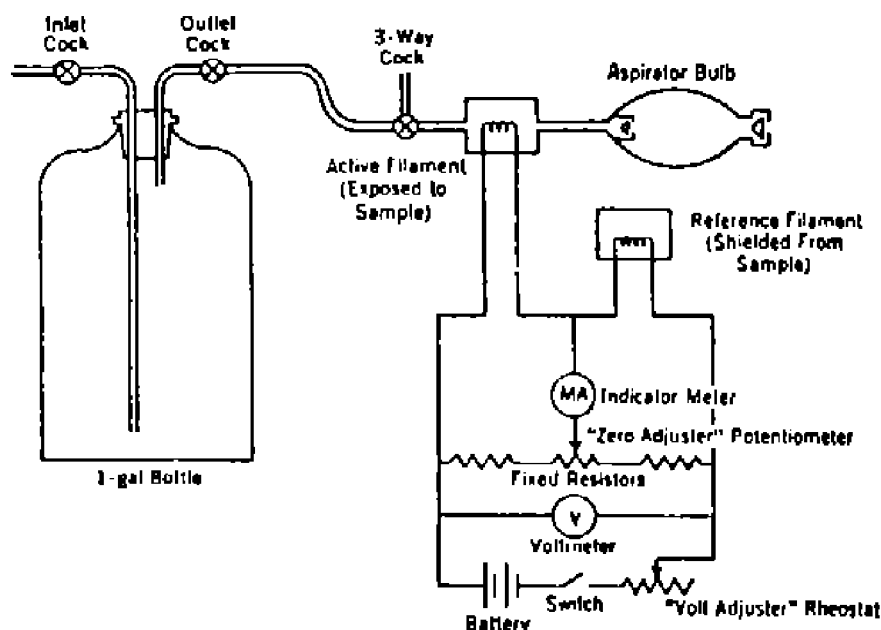 Inlet
Cock
Outlet
Cock
3-Way
Cock
Aspirator Bulb
Active Filament
(Exposed to
Sample)
Reference Filament
(Shielded From
Sample)
MA
Indicator Meter
"Zero Adjuster" Potentiometer
Fixed Resistors
1-gal Bottle
V
Voltmeter
Battery
Switch
"Volt Adjuster" Rheostat